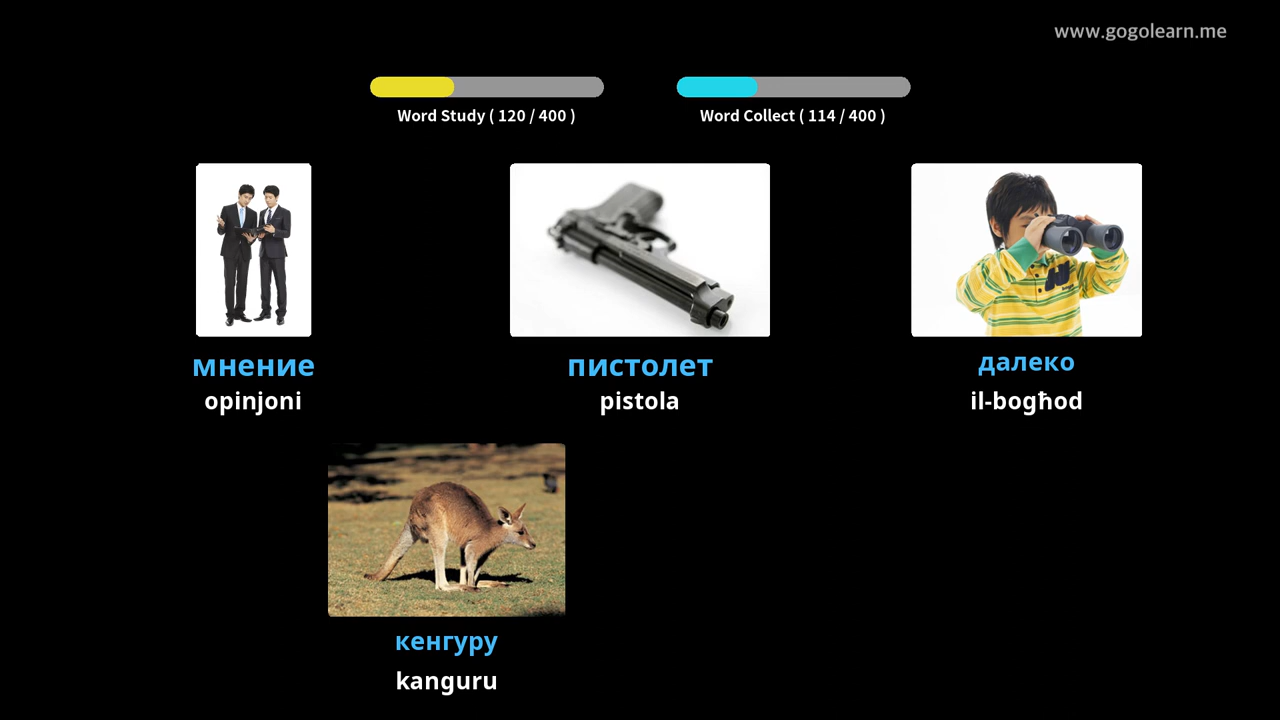 www.gogolearn.me
Word Study ( 120 / 400 )
Word Collect ( 114 / 400 )
мнение
opinjoni
пистолет
pistola
далеко
il-bogħod
кенгуру
kanguru